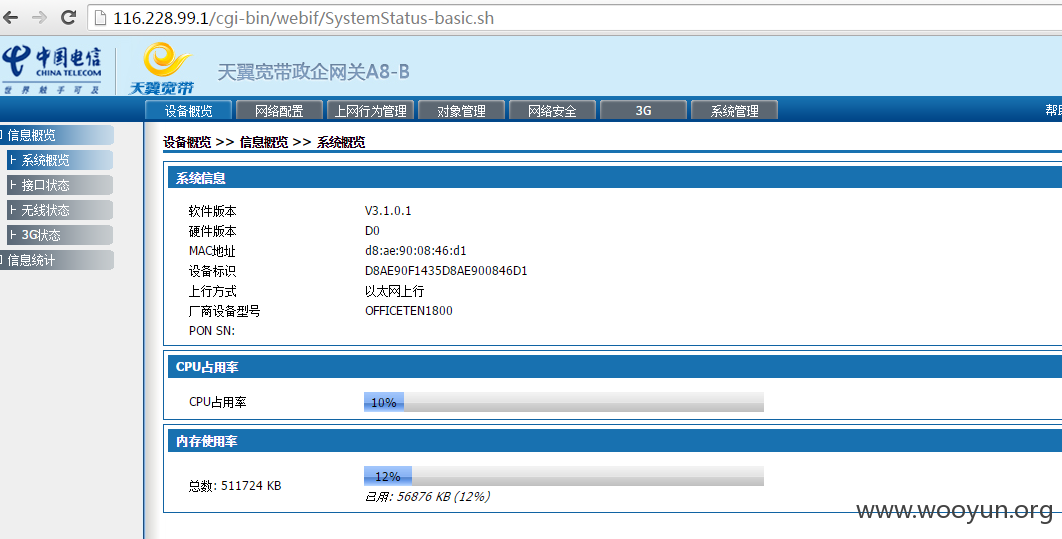 116.228.99.1/cgi-bin/webif/SystemStatus-basic.sh
中国电信
CHINA TELECOM
世界触手可及
天翼宽带
天翼宽带政企网关A8-B
设备概览 网络配置 上网行为管理 对象管理 网络安全 3G 系统管理 帮助
信息概览
系统概览
接口状态
无线状态
3G状态
信息统计
设备概览 >> 信息概览 >> 系统概览
系统信息
软件版本 V3.1.0.1
硬件版本 D0
MAC地址 d8:ae:90:08:46:d1
设备标识 D8AE90F1435D8AE900846D1
上行方式 以太网上行
厂商设备型号 OFFICETEN1800
PON SN:
CPU占用率
CPU占用率 10%
内存使用率
12%
总数: 511724 KB
己用: 56876 KB (12%)
www.wooyun.org